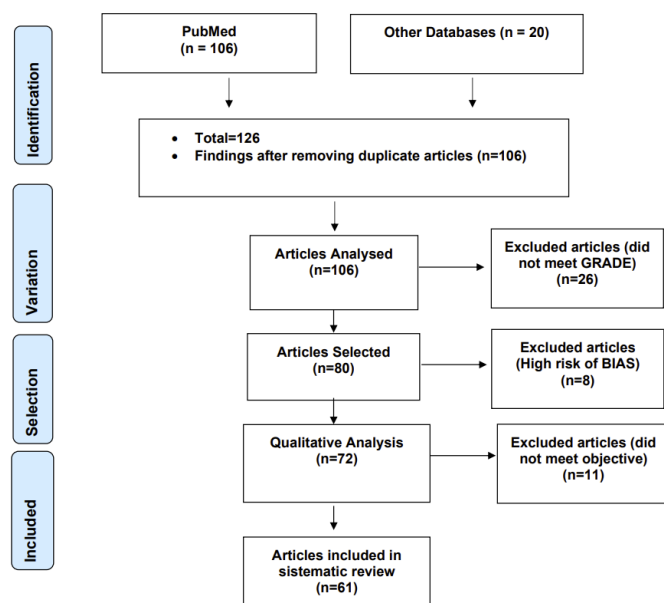 PubMed
(n = 106)
Other Databases (n = 20)
Identification
• Total=126
• Findings after removing duplicate articles (n=106)
Variation
Articles Analysed
(n=106)
Excluded articles (did
not meet GRADE)
(n=26)
Selection
Articles Selected
(n=80)
Excluded articles
(High risk of BIAS)
(n=8)
Qualitative Analysis
(n=72)
Excluded articles (did
not meet objective)
(n=11)
Included
Articles included in
sistematic review
(n=61)